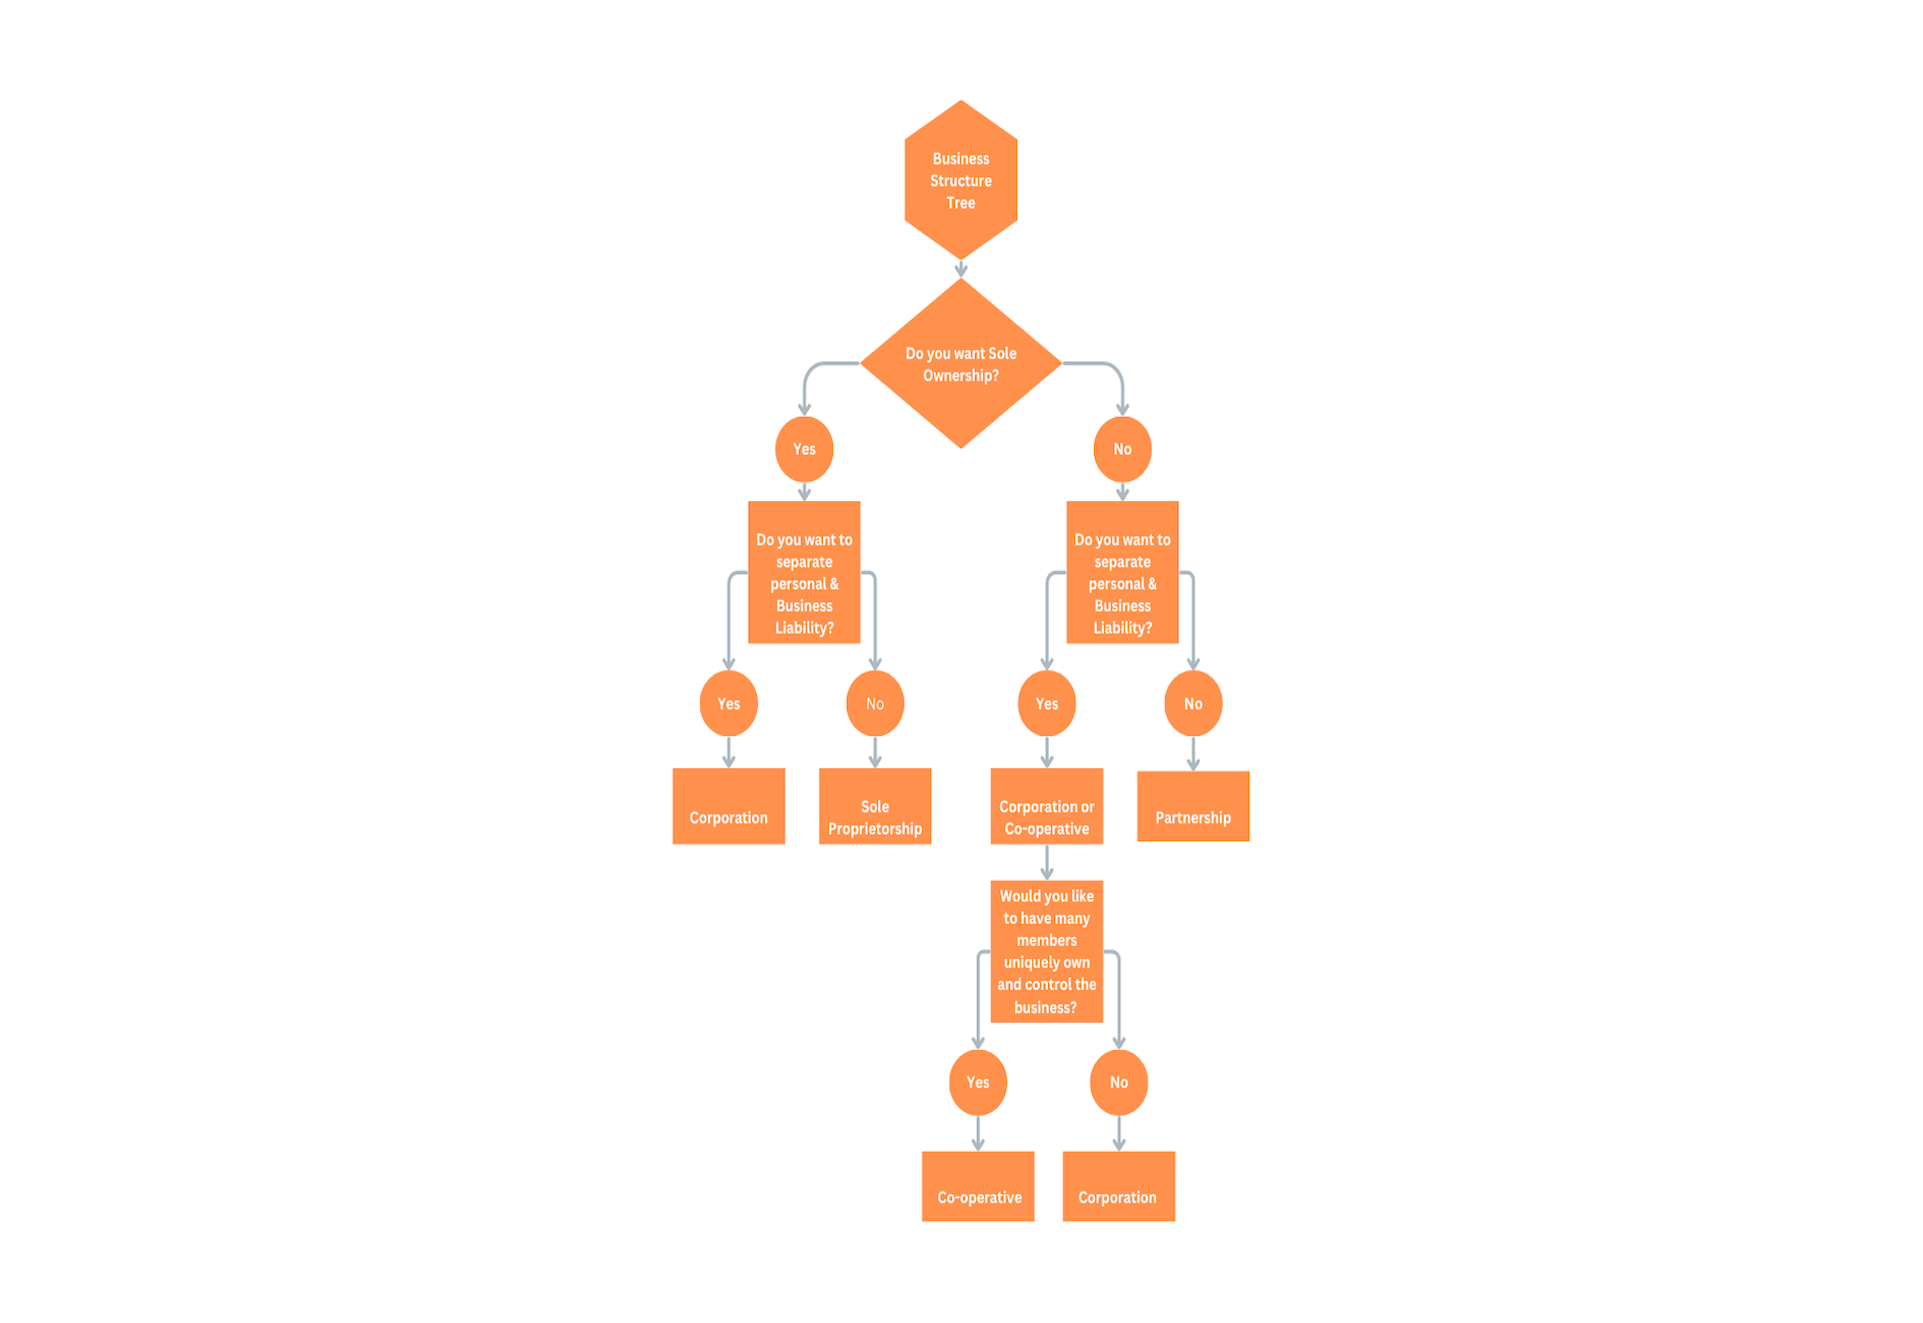 Business
Structure
Tree
Do you want Sole
Ownership?
Yes
No
Do you want to
separate
personal &
Business
Liability?
Do you want to
separate
personal &
Business
Liability?
Yes
No
Yes
No
Corporation
Sole
Proprietorship
Corporation or
Co-operative
Partnership
Would you like
to have many
members
uniquely own
and control the
business?
Yes
No
Co-operative
Corporation